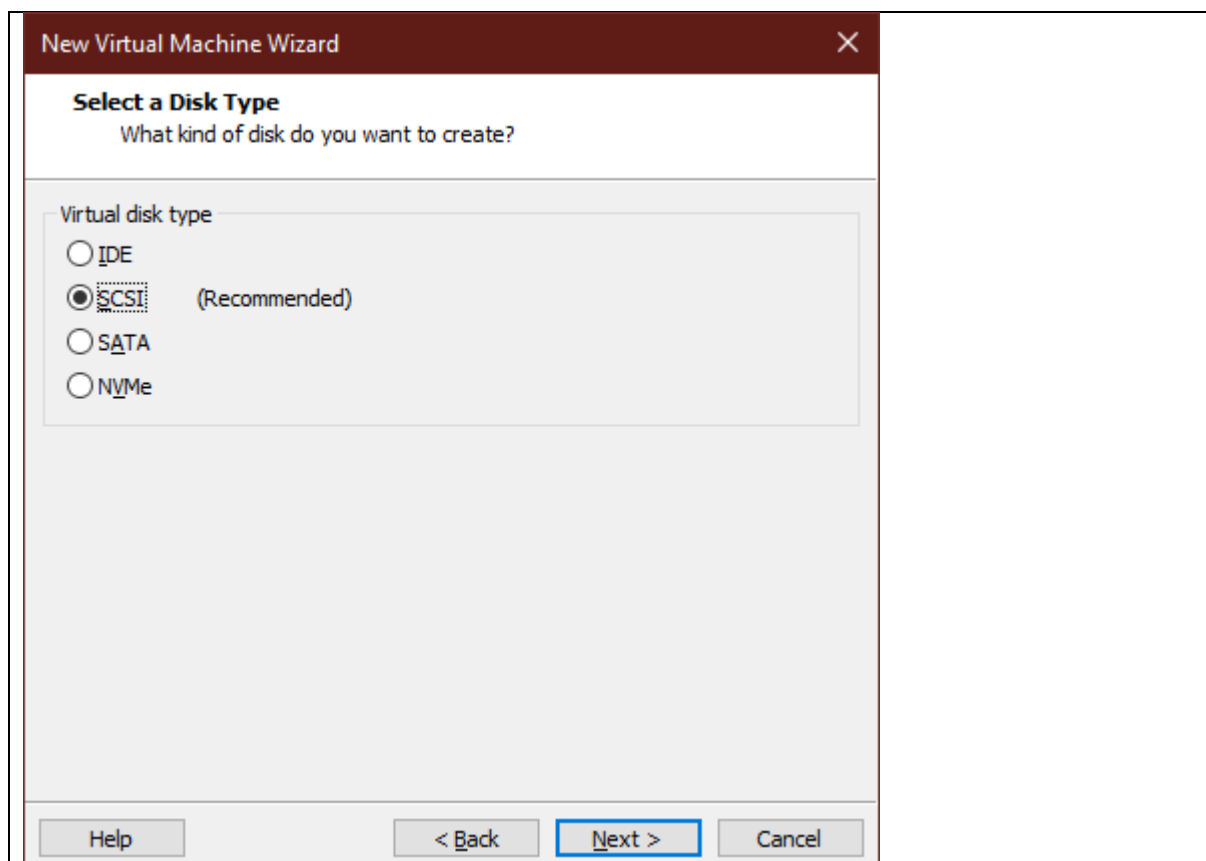 New Virtual Machine Wizard
Select a Disk Type
What kind of disk do you want to create?
Virtual disk type
IDE
SCSI (Recommended)
SATA
NVMe
Help < Back Next > Cancel